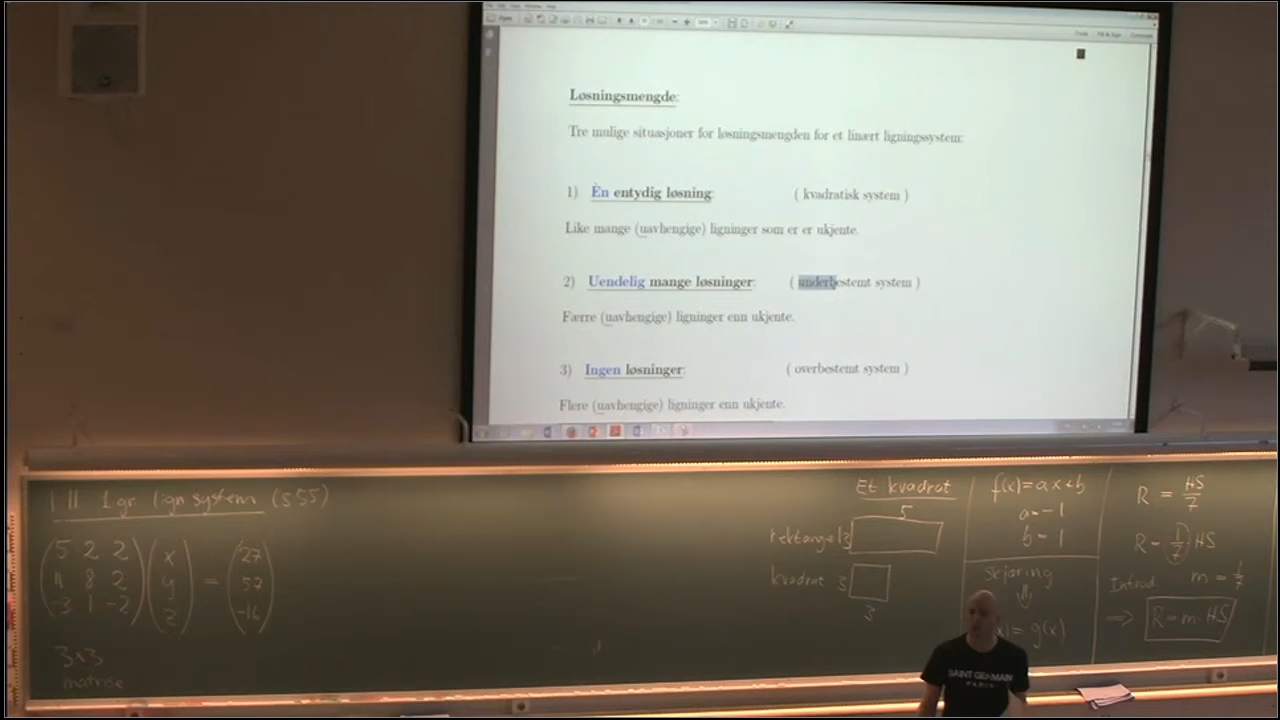 Løsningsmengde:
Tre mulige situasjoner for løsningsmengden for et linært ligningssystem:
1) Èn entydig løsning: ( kvadratisk system )
Like mange (uavhengige) ligninger som er er ukjente.
2) Uendelig mange løsninger: ( underbestemt system )
Færre (uavhengige) ligninger enn ukjente.
3) Ingen løsninger: ( overbestemt system )
Flere (uavhengige) ligninger enn ukjente.
1.11 1.gr lign system (s 55)
5 2 2 x 27
8 2 y = 57
-3 1 -2 z -16
3x3
matrise
Et kvadrat
5
rektangel 3
kvadrat 3
3
f(x)=ax+b
a=-1
b=1
skjæring
= g(x)
R = HS/7
R = 1/7 HS
Introd. m = 1/7
⇒ R = m·HS
SAINT GERMAIN
PARIS